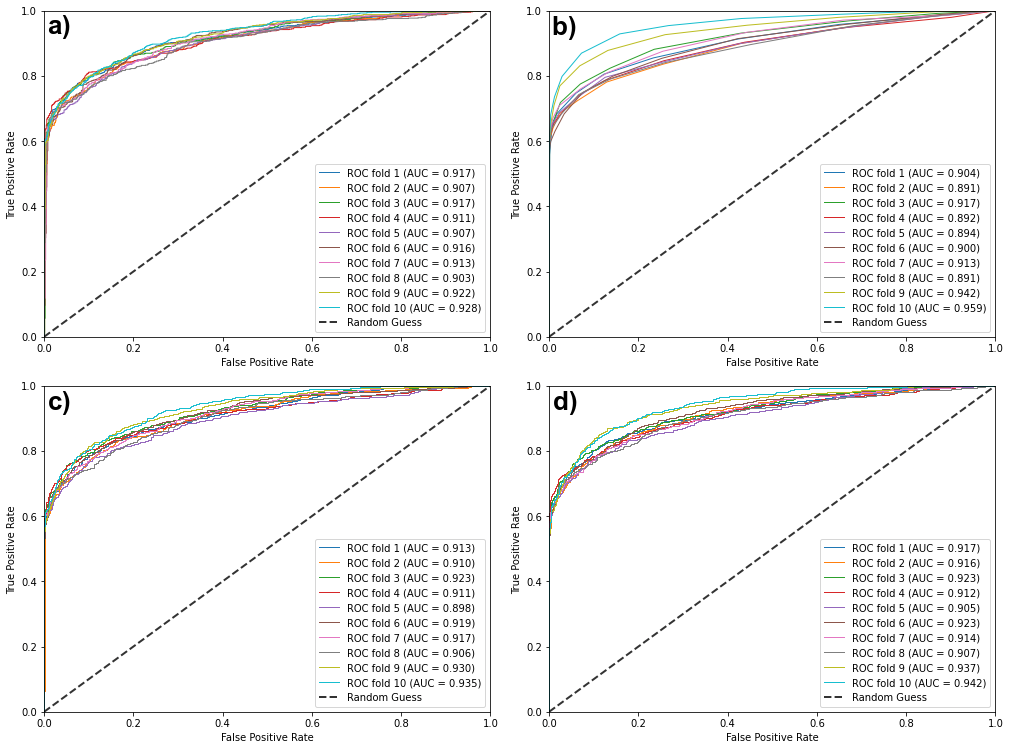 a)
1.0
0.8
0.6
0.4
0.2
0.0
True Positive Rate
ROC fold 1 (AUC = 0.917)
ROC fold 2 (AUC = 0.907)
ROC fold 3 (AUC = 0.917)
ROC fold 4 (AUC = 0.911)
ROC fold 5 (AUC = 0.907)
ROC fold 6 (AUC = 0.916)
ROC fold 7 (AUC = 0.913)
ROC fold 8 (AUC = 0.903)
ROC fold 9 (AUC = 0.922)
ROC fold 10 (AUC = 0.928)
Random Guess
0.0 0.2 0.4 0.6 0.8 1.0
False Positive Rate
b)
1.0
0.8
0.6
0.4
0.2
0.0
True Positive Rate
ROC fold 1 (AUC = 0.904)
ROC fold 2 (AUC = 0.891)
ROC fold 3 (AUC = 0.917)
ROC fold 4 (AUC = 0.892)
ROC fold 5 (AUC = 0.894)
ROC fold 6 (AUC = 0.900)
ROC fold 7 (AUC = 0.913)
ROC fold 8 (AUC = 0.891)
ROC fold 9 (AUC = 0.942)
ROC fold 10 (AUC = 0.959)
Random Guess
0.0 0.2 0.4 0.6 0.8 1.0
False Positive Rate
c)
1.0
0.8
0.6
0.4
0.2
0.0
True Positive Rate
ROC fold 1 (AUC = 0.913)
ROC fold 2 (AUC = 0.910)
ROC fold 3 (AUC = 0.923)
ROC fold 4 (AUC = 0.911)
ROC fold 5 (AUC = 0.898)
ROC fold 6 (AUC = 0.919)
ROC fold 7 (AUC = 0.917)
ROC fold 8 (AUC = 0.906)
ROC fold 9 (AUC = 0.930)
ROC fold 10 (AUC = 0.935)
Random Guess
0.0 0.2 0.4 0.6 0.8 1.0
False Positive Rate
d)
1.0
0.8
0.6
0.4
0.2
0.0
True Positive Rate
ROC fold 1 (AUC = 0.917)
ROC fold 2 (AUC = 0.916)
ROC fold 3 (AUC = 0.923)
ROC fold 4 (AUC = 0.912)
ROC fold 5 (AUC = 0.905)
ROC fold 6 (AUC = 0.923)
ROC fold 7 (AUC = 0.914)
ROC fold 8 (AUC = 0.907)
ROC fold 9 (AUC = 0.937)
ROC fold 10 (AUC = 0.942)
Random Guess
0.0 0.2 0.4 0.6 0.8 1.0
False Positive Rate